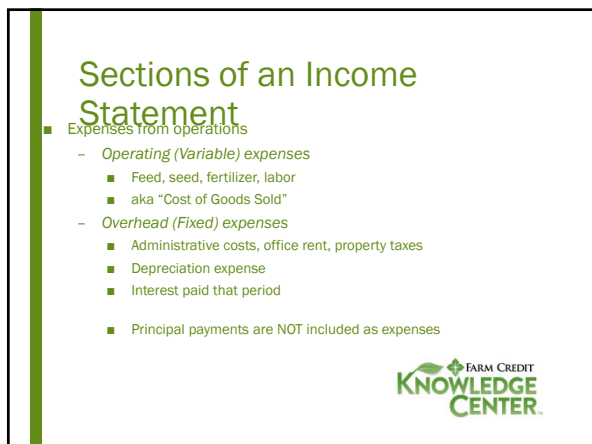 Sections of an Income
Statement
■ Expenses from operations
– Operating (Variable) expenses
■ Feed, seed, fertilizer, labor
■ aka “Cost of Goods Sold”
– Overhead (Fixed) expenses
■ Administrative costs, office rent, property taxes
■ Depreciation expense
■ Interest paid that period
■ Principal payments are NOT included as expenses
FARM CREDIT
KNOWLEDGE
CENTER